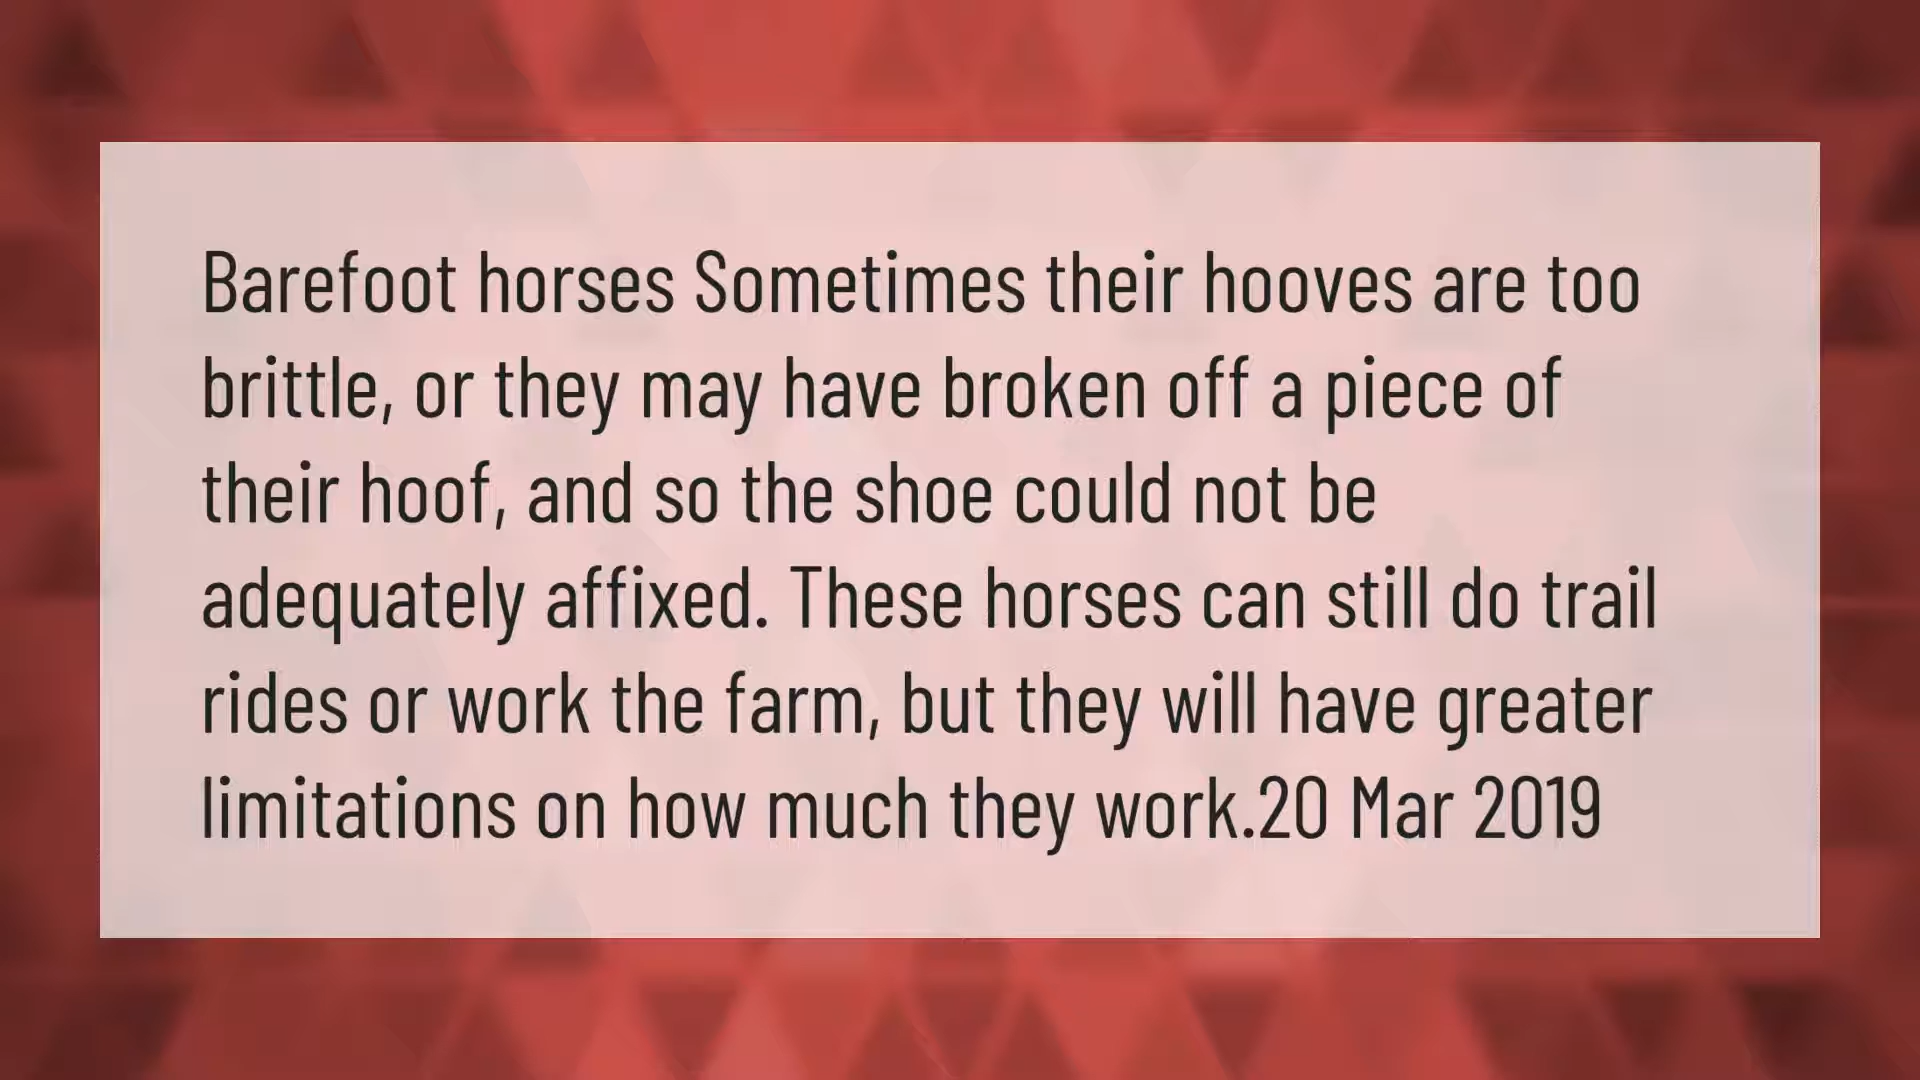 Barefoot horses Sometimes their hooves are too
brittle, or they may have broken off a piece of
their hoof, and so the shoe could not be
adequately affixed. These horses can still do trail
rides or work the farm, but they will have greater
limitations on how much they work.20 Mar 2019